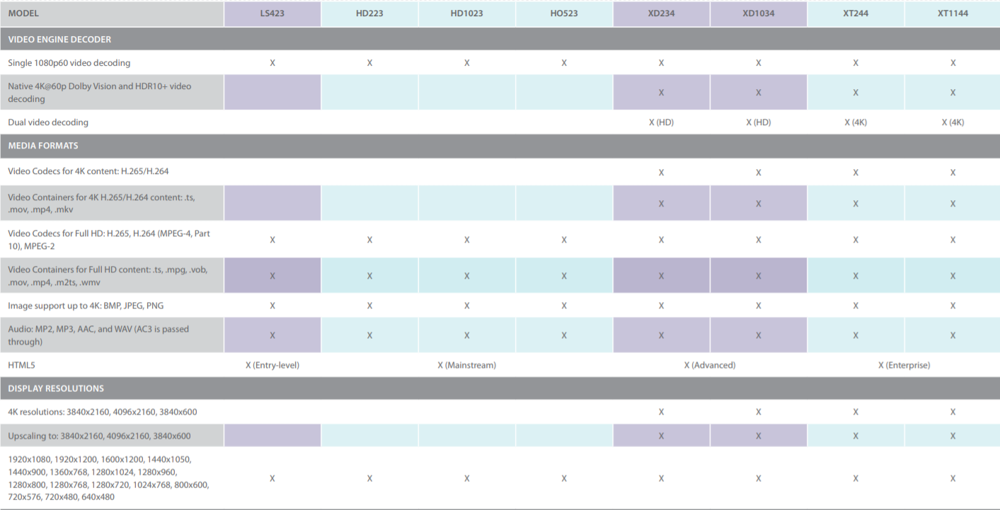 MODEL LS423 HD223 HD1023 HO523 XD234 XD1034 XT244 XT1144
VIDEO ENGINE DECODER
Single 1080p60 video decoding X X X X X X X X
Native 4K@60p Dolby Vision and HDR10+ video
decoding X X X X
Dual video decoding X (HD) X (HD) X (4K) X (4K)
MEDIA FORMATS
Video Codecs for 4K content: H.265/H.264 X X X X
Video Containers for 4K H.265/H.264 content: .ts,
.mov, .mp4, .mkv X X X X
Video Codecs for Full HD: H.265, H.264 (MPEG-4, Part
10), MPEG-2 X X X X X X X X
Video Containers for Full HD content: .ts, .mpg, .vob,
.mov, .mp4, .m2ts, .wmv X X X X X X X X
Image support up to 4K: BMP, JPEG, PNG X X X X X X X X
Audio: MP2, MP3, AAC, and WAV (AC3 is passed
through) X X X X X X X X
HTML5 X (Entry-level) X (Mainstream) X (Advanced) X (Enterprise)
DISPLAY RESOLUTIONS
4K resolutions: 3840x2160, 4096x2160, 3840x600 X X X X
Upscaling to: 3840x2160, 4096x2160, 3840x600 X X X X
1920x1080, 1920x1200, 1600x1200, 1440x1050,
1440x900, 1360x768, 1280x1024, 1280x960,
1280x800, 1280x768, 1280x720, 1024x768, 800x600,
720x576, 720x480, 640x480 X X X X X X X X